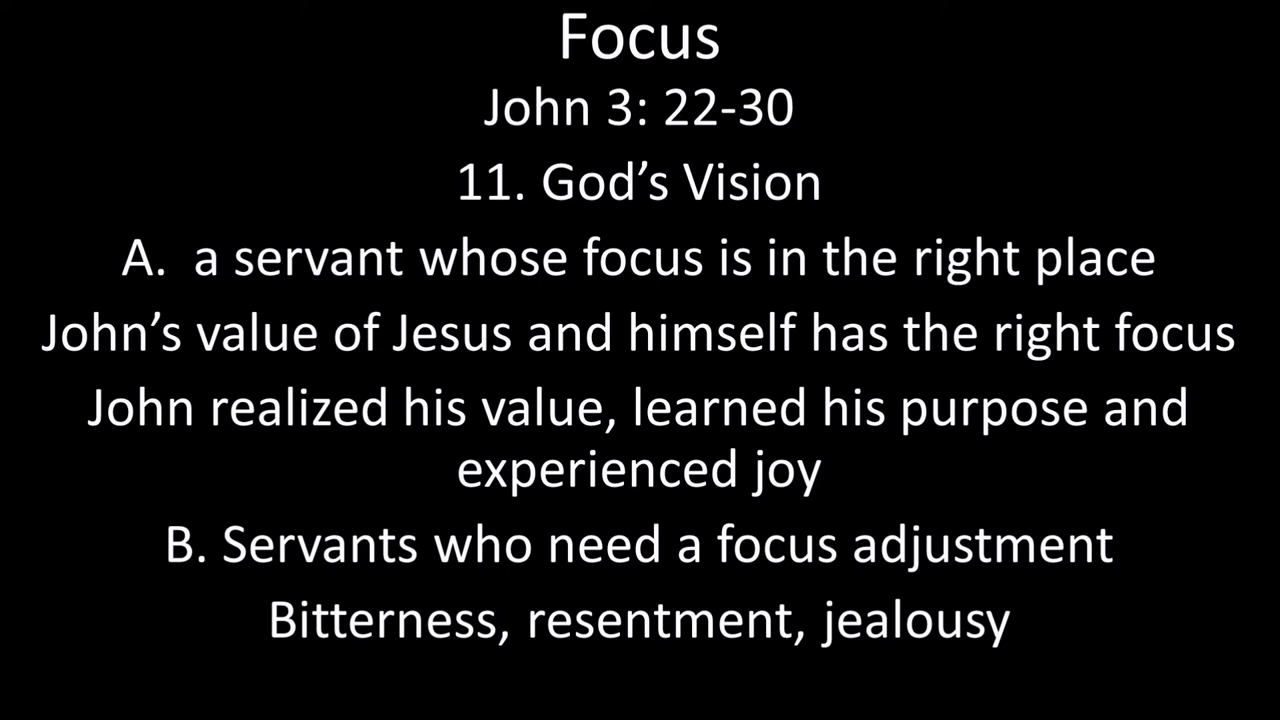 Focus
John 3: 22-30
11. God’s Vision
A.  a servant whose focus is in the right place
John’s value of Jesus and himself has the right focus
John realized his value, learned his purpose and
experienced joy
B. Servants who need a focus adjustment
Bitterness, resentment, jealousy